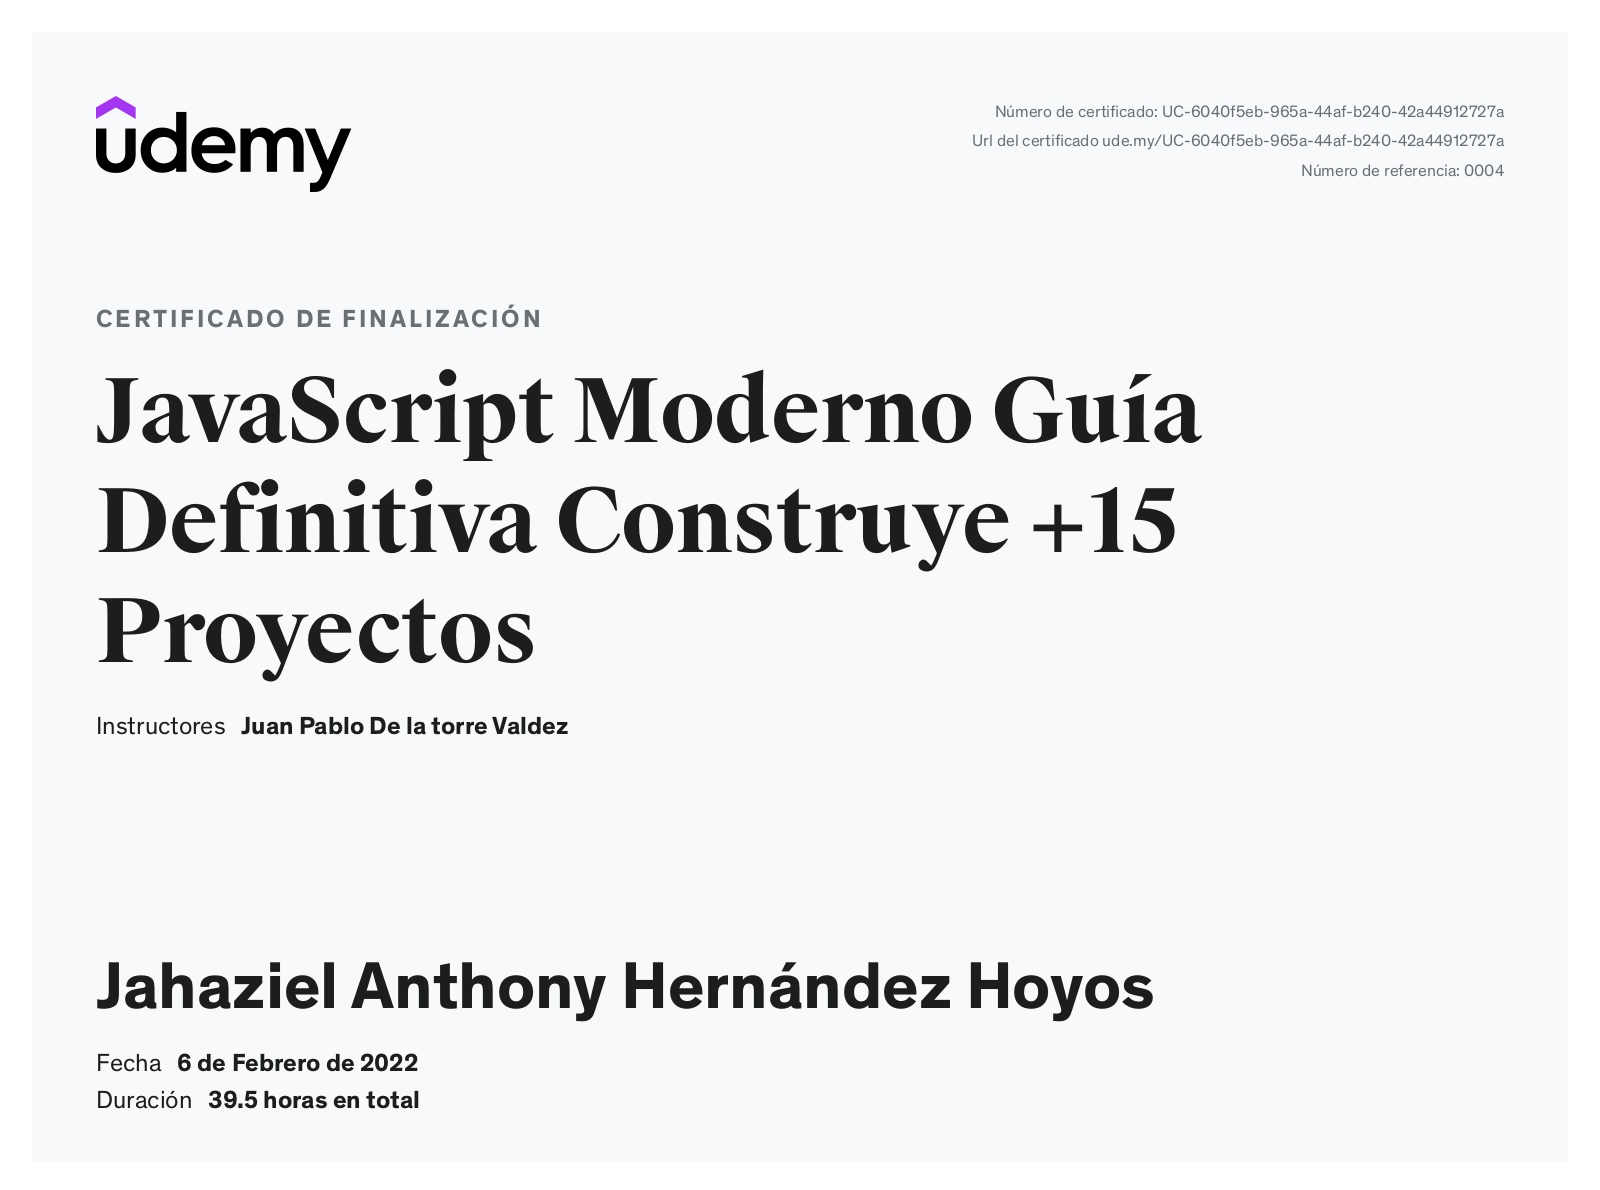 udemy
Número de certificado: UC-6040f5eb-965a-44af-b240-42a44912727a
Url del certificado ude.my/UC-6040f5eb-965a-44af-b240-42a44912727a
Número de referencia: 0004
CERTIFICADO DE FINALIZACIÓN
JavaScript Moderno Guía
Definitiva Construye +15
Proyectos
Instructores Juan Pablo De la torre Valdez
Jahaziel Anthony Hernández Hoyos
Fecha 6 de Febrero de 2022
Duración 39.5 horas en total